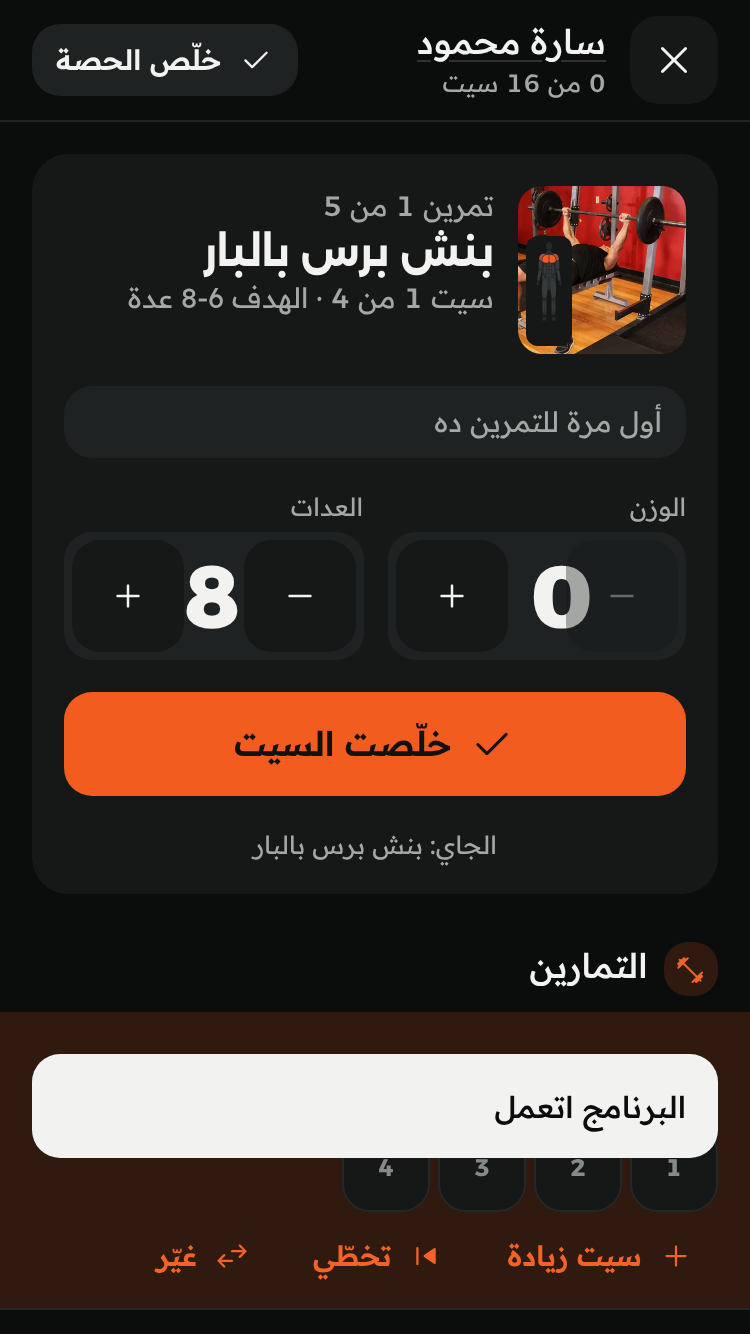 سارة محمود
0 من 16 سيت
خلّص الحصة
تمرين 1 من 5
بنش برس بالبار
سيت 1 من 4 · الهدف 6-8 عدة
أول مرة للتمرين ده
الوزن
العدات
0
8
خلّصت السيت
الجاي: بنش برس بالبار
التمارين
البرنامج اتعمل
1 2 3 4
سيت زيادة
تخطّي
غيّر